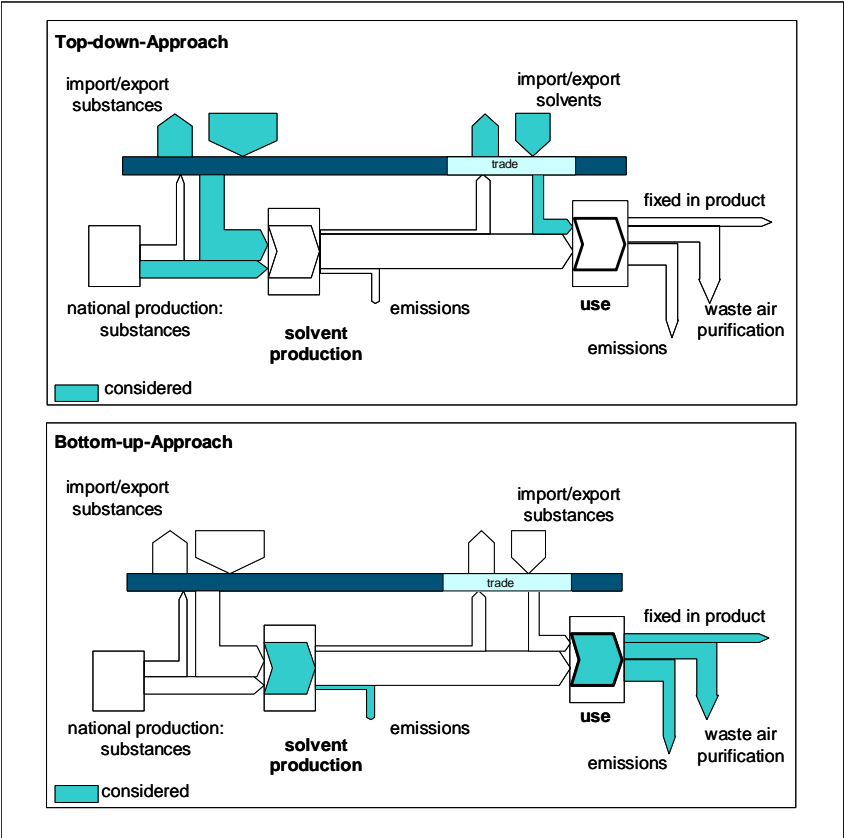 Top-down-Approach
import/export
substances
import/export
solvents
trade
fixed in product
national production:
substances
solvent
production
emissions
use
waste air
purification
emissions
considered
Bottom-up-Approach
import/export
substances
import/export
substances
trade
fixed in product
national production:
substances
solvent
production
emissions
use
waste air
purification
emissions
considered